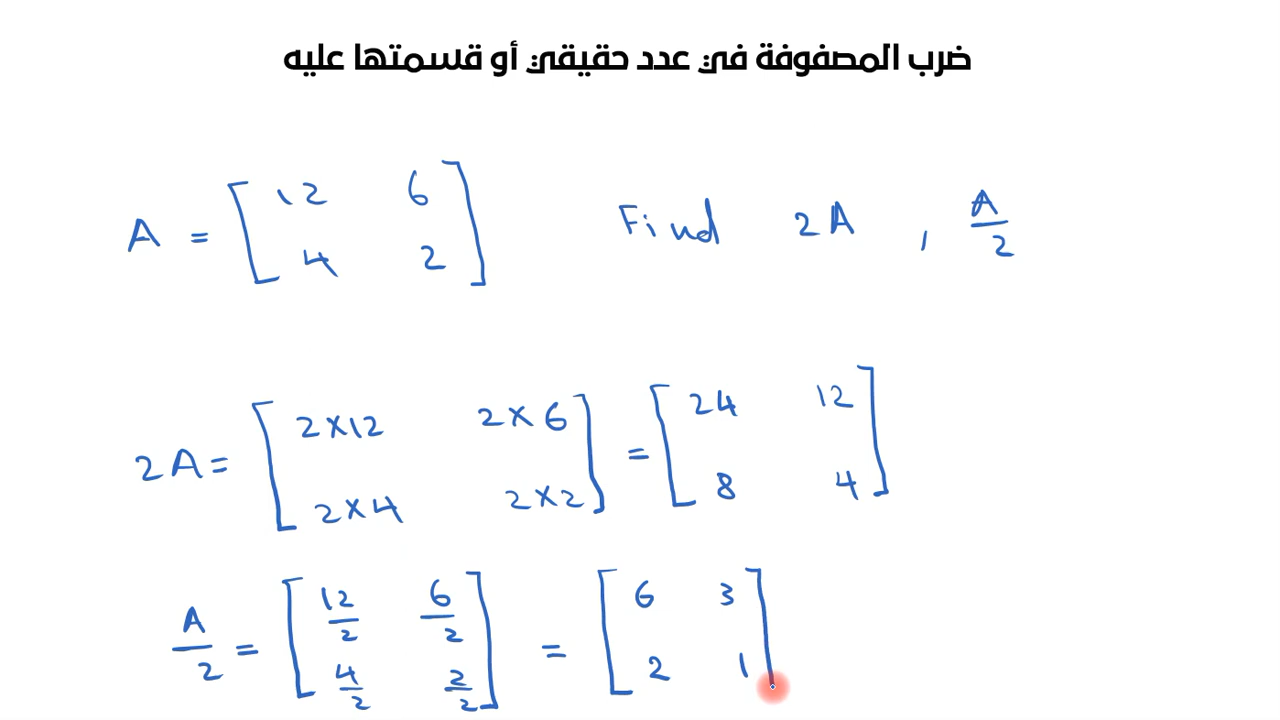 ضرب المصفوفة في عدد حقيقي أو قسمتها عليه
A = [ 12 6
4 2 ] Find 2A , A/2
2A = [ 2×12 2×6
2×4 2×2 ] = [ 24 12
8 4 ]
A/2 = [ 12/2 6/2
4/2 2/2 ] = [ 6 3
2 1 ]